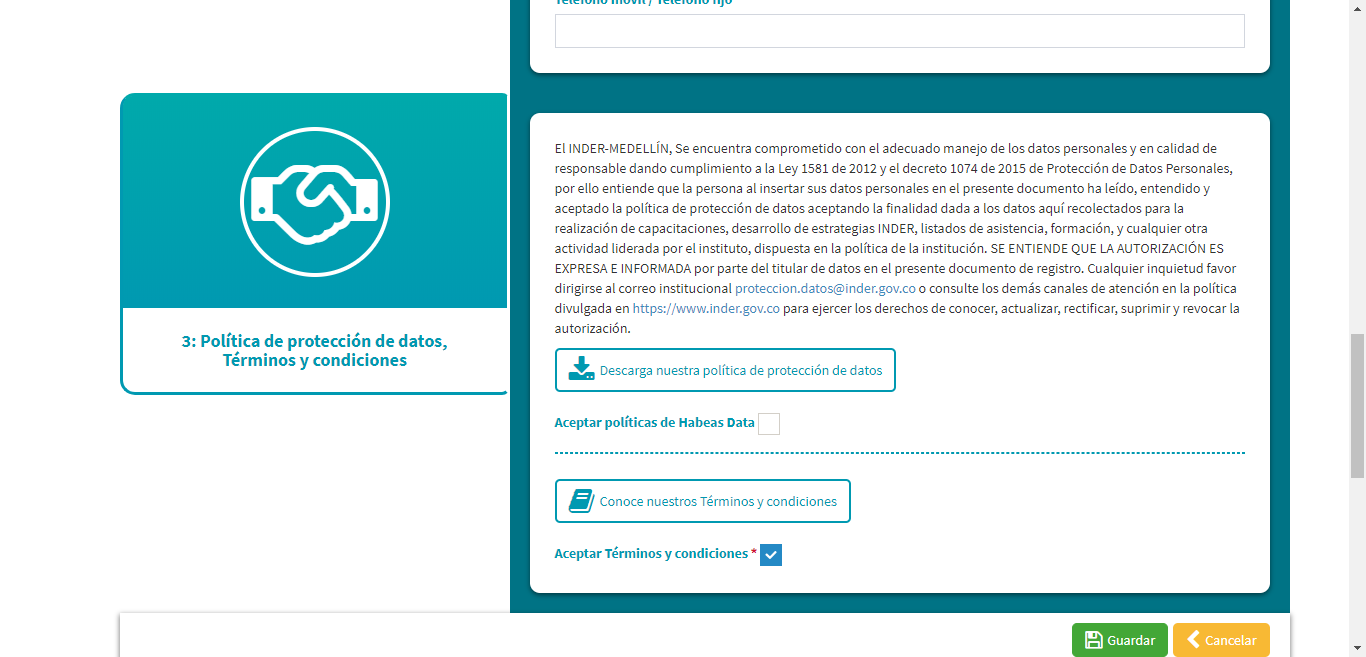 Teléfono móvil / Teléfono fijo
3: Política de protección de datos,
Términos y condiciones
El INDER-MEDELLÍN, Se encuentra comprometido con el adecuado manejo de los datos personales y en calidad de
responsable dando cumplimiento a la Ley 1581 de 2012 y el decreto 1074 de 2015 de Protección de Datos Personales,
por ello entiende que la persona al insertar sus datos personales en el presente documento ha leído, entendido y
aceptado la política de protección de datos aceptando la finalidad dada a los datos aquí recolectados para la
realización de capacitaciones, desarrollo de estrategias INDER, listados de asistencia, formación, y cualquier otra
actividad liderada por el instituto, dispuesta en la política de la institución. SE ENTIENDE QUE LA AUTORIZACIÓN ES
EXPRESA E INFORMADA por parte del titular de datos en el presente documento de registro. Cualquier inquietud favor
dirigirse al correo institucional proteccion.datos@inder.gov.co o consulte los demás canales de atención en la política
divulgada en https://www.inder.gov.co para ejercer los derechos de conocer, actualizar, rectificar, suprimir y revocar la
autorización.
Descarga nuestra política de protección de datos
Aceptar políticas de Habeas Data
Conoce nuestros Términos y condiciones
Aceptar Términos y condiciones *
Guardar
Cancelar